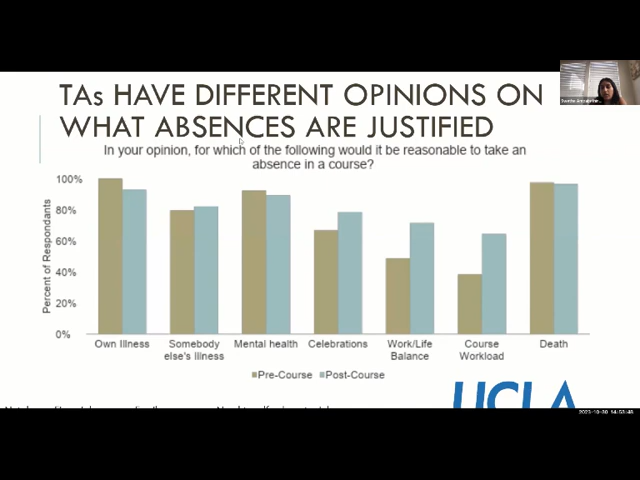 TAs HAVE DIFFERENT OPINIONS ON
WHAT ABSENCES ARE JUSTIFIED
In your opinion, for which of the following would it be reasonable to take an
absence in a course?
Percent of Respondents
100%
80%
60%
40%
20%
0%
Own Illness
Somebody
else's Illness
Mental health
Celebrations
Work/Life
Balance
Course
Workload
Death
Pre-Course
Post-Course
UCLA